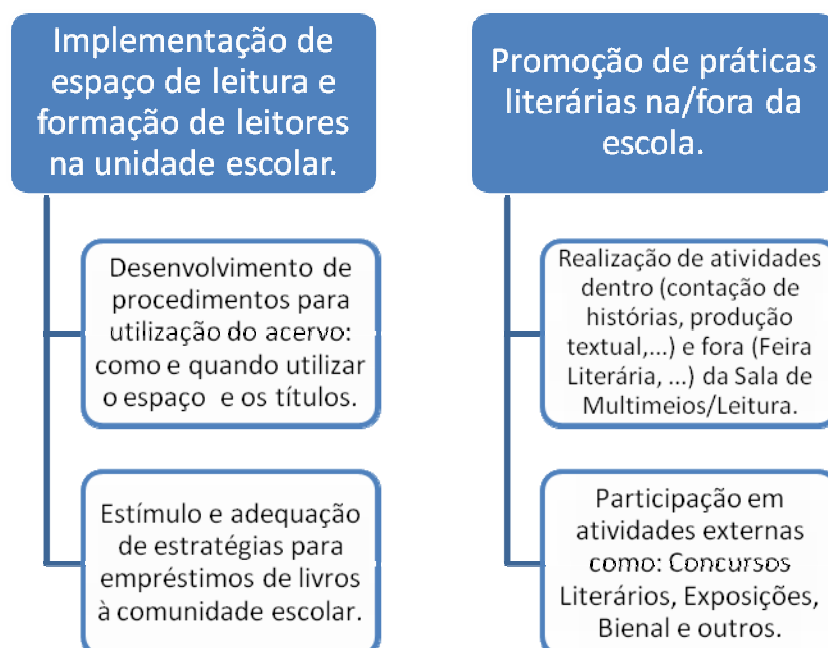 Implementação de
espaço de leitura e
formação de leitores
na unidade escolar.
Desenvolvimento de
procedimentos para
utilização do acervo:
como e quando utilizar
o espaço e os títulos.
Estímulo e adequação
de estratégias para
empréstimos de livros
à comunidade escolar.
Promoção de práticas
literárias na/fora da
escola.
Realização de atividades
dentro (contação de
histórias, produção
textual,...) e fora (Feira
Literária, ...) da Sala de
Multimeios/Leitura.
Participação em
atividades externas
como: Concursos
Literários, Exposições,
Bienal e outros.